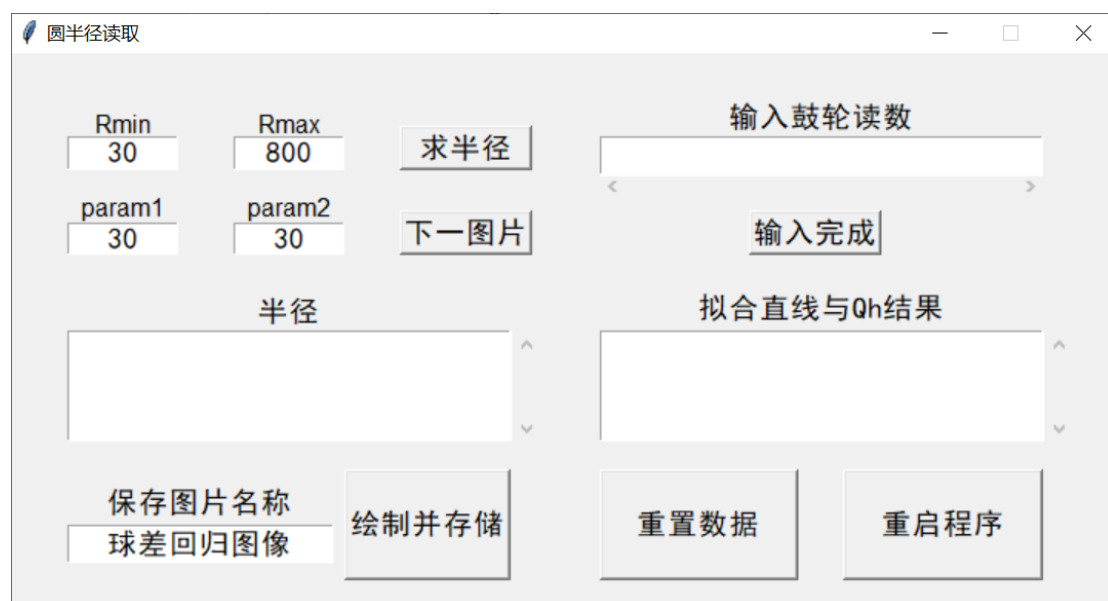 圆半径读取
Rmin
30
Rmax
800
求半径
输入鼓轮读数
param1
30
param2
30
下一图片
输入完成
半径
拟合直线与Qh结果
保存图片名称
球差回归图像
绘制并存储
重置数据
重启程序